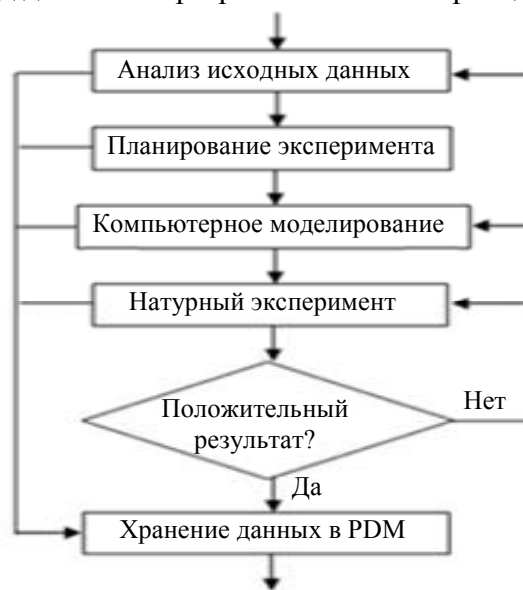 Анализ исходных данных
Планирование эксперимента
Компьютерное моделирование
Натурный эксперимент
Положительный
результат?
Нет
Да
Хранение данных в PDM